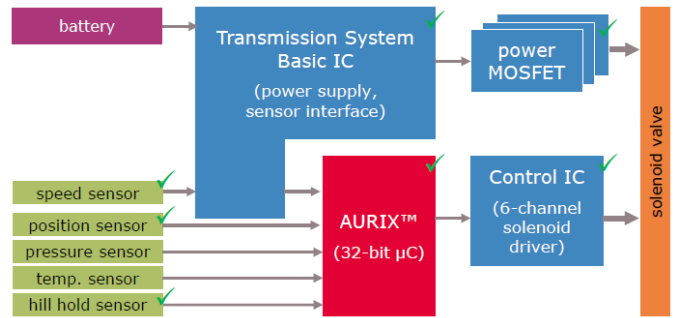 battery
Transmission System
Basic IC
(power supply,
sensor interface)
power
MOSFET
solenoid valve
speed sensor
position sensor
pressure sensor
temp. sensor
hill hold sensor
AURIX™
(32-bit µC)
Control IC
(6-channel
solenoid
driver)